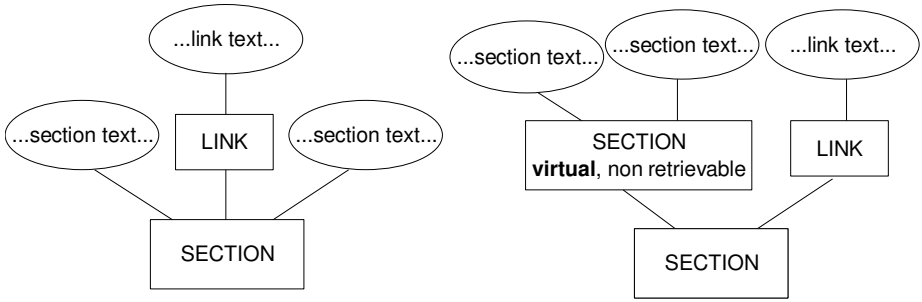 ...link text...
...section text...
LINK
...section text...
SECTION
...section text...
...section text...
...link text...
SECTION
virtual, non retrievable
LINK
SECTION